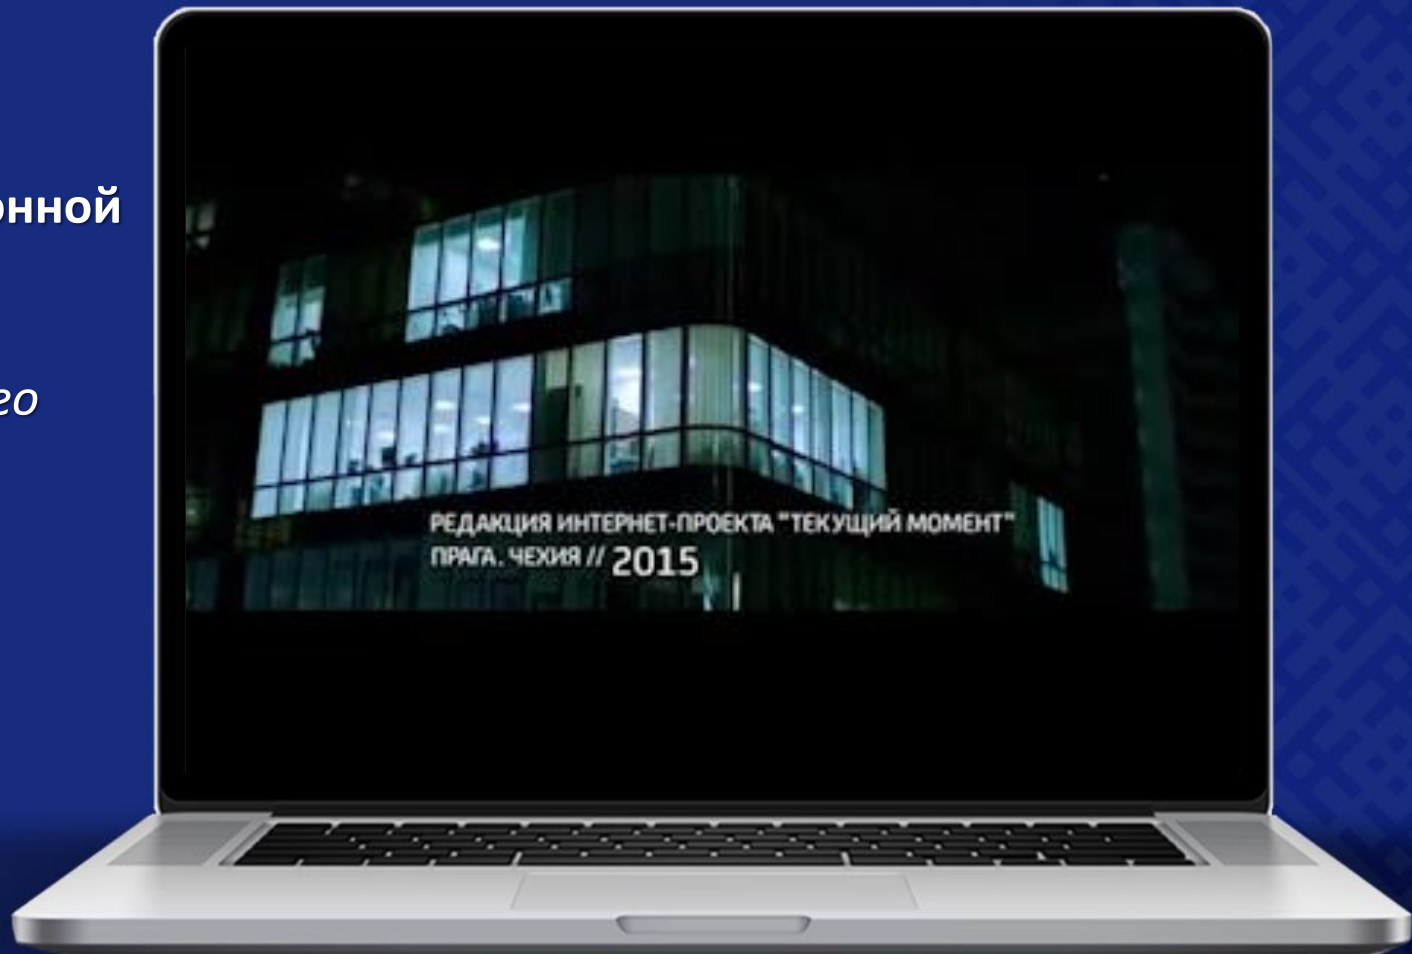 онной
го
РЕДАКЦИЯ ИНТЕРНЕТ-ПРОЕКТА "ТЕКУЩИЙ МОМЕНТ"
ПРАГА. ЧЕХИЯ // 2015